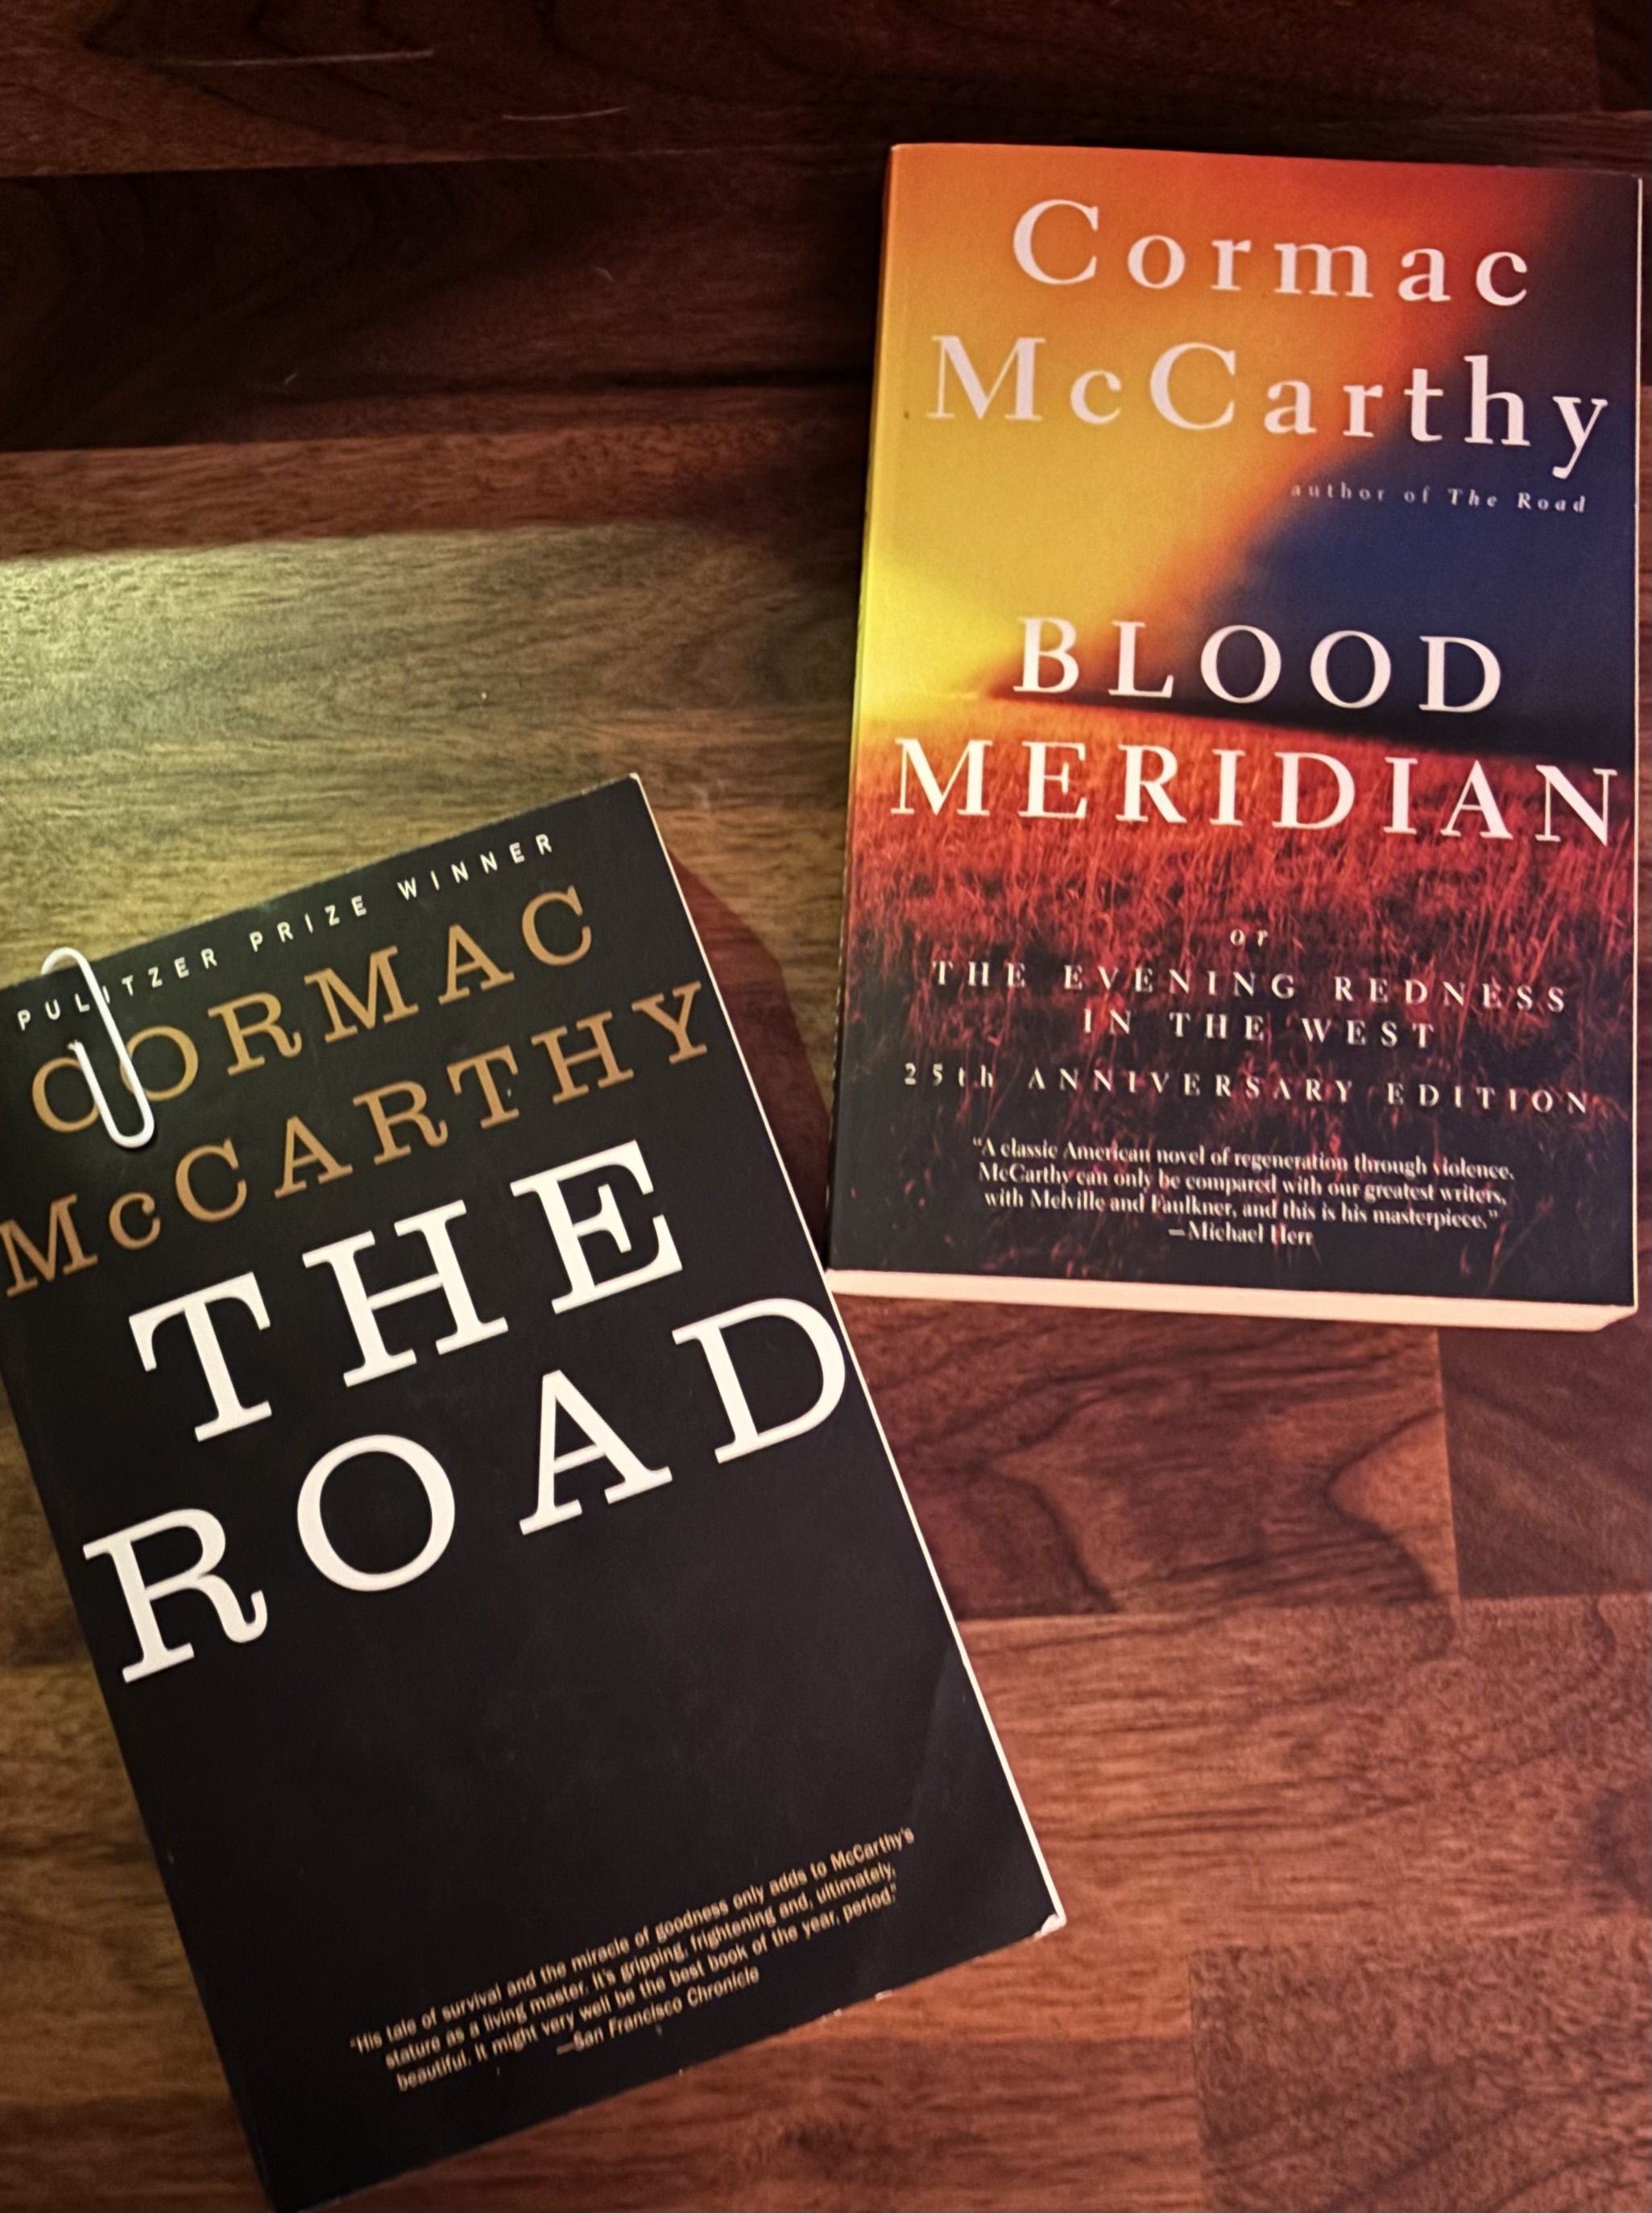 Cormac
McCarthy
author of The Road
BLOOD
MERIDIAN
or
THE EVENING REDNESS
IN THE WEST
25th ANNIVERSARY EDITION
“A classic American novel of regeneration through violence.
McCarthy can only be compared with our greatest writers,
with Melville and Faulkner, and this is his masterpiece.”
—Michael Herr
PULITZER PRIZE WINNER
CORMAC
McCARTHY
THE
ROAD
“His tale of survival and the miracle of goodness only adds to McCarthy's
stature as a living master. It's gripping, frightening and, ultimately,
beautiful. It might very well be the best book of the year, period.”
—San Francisco Chronicle